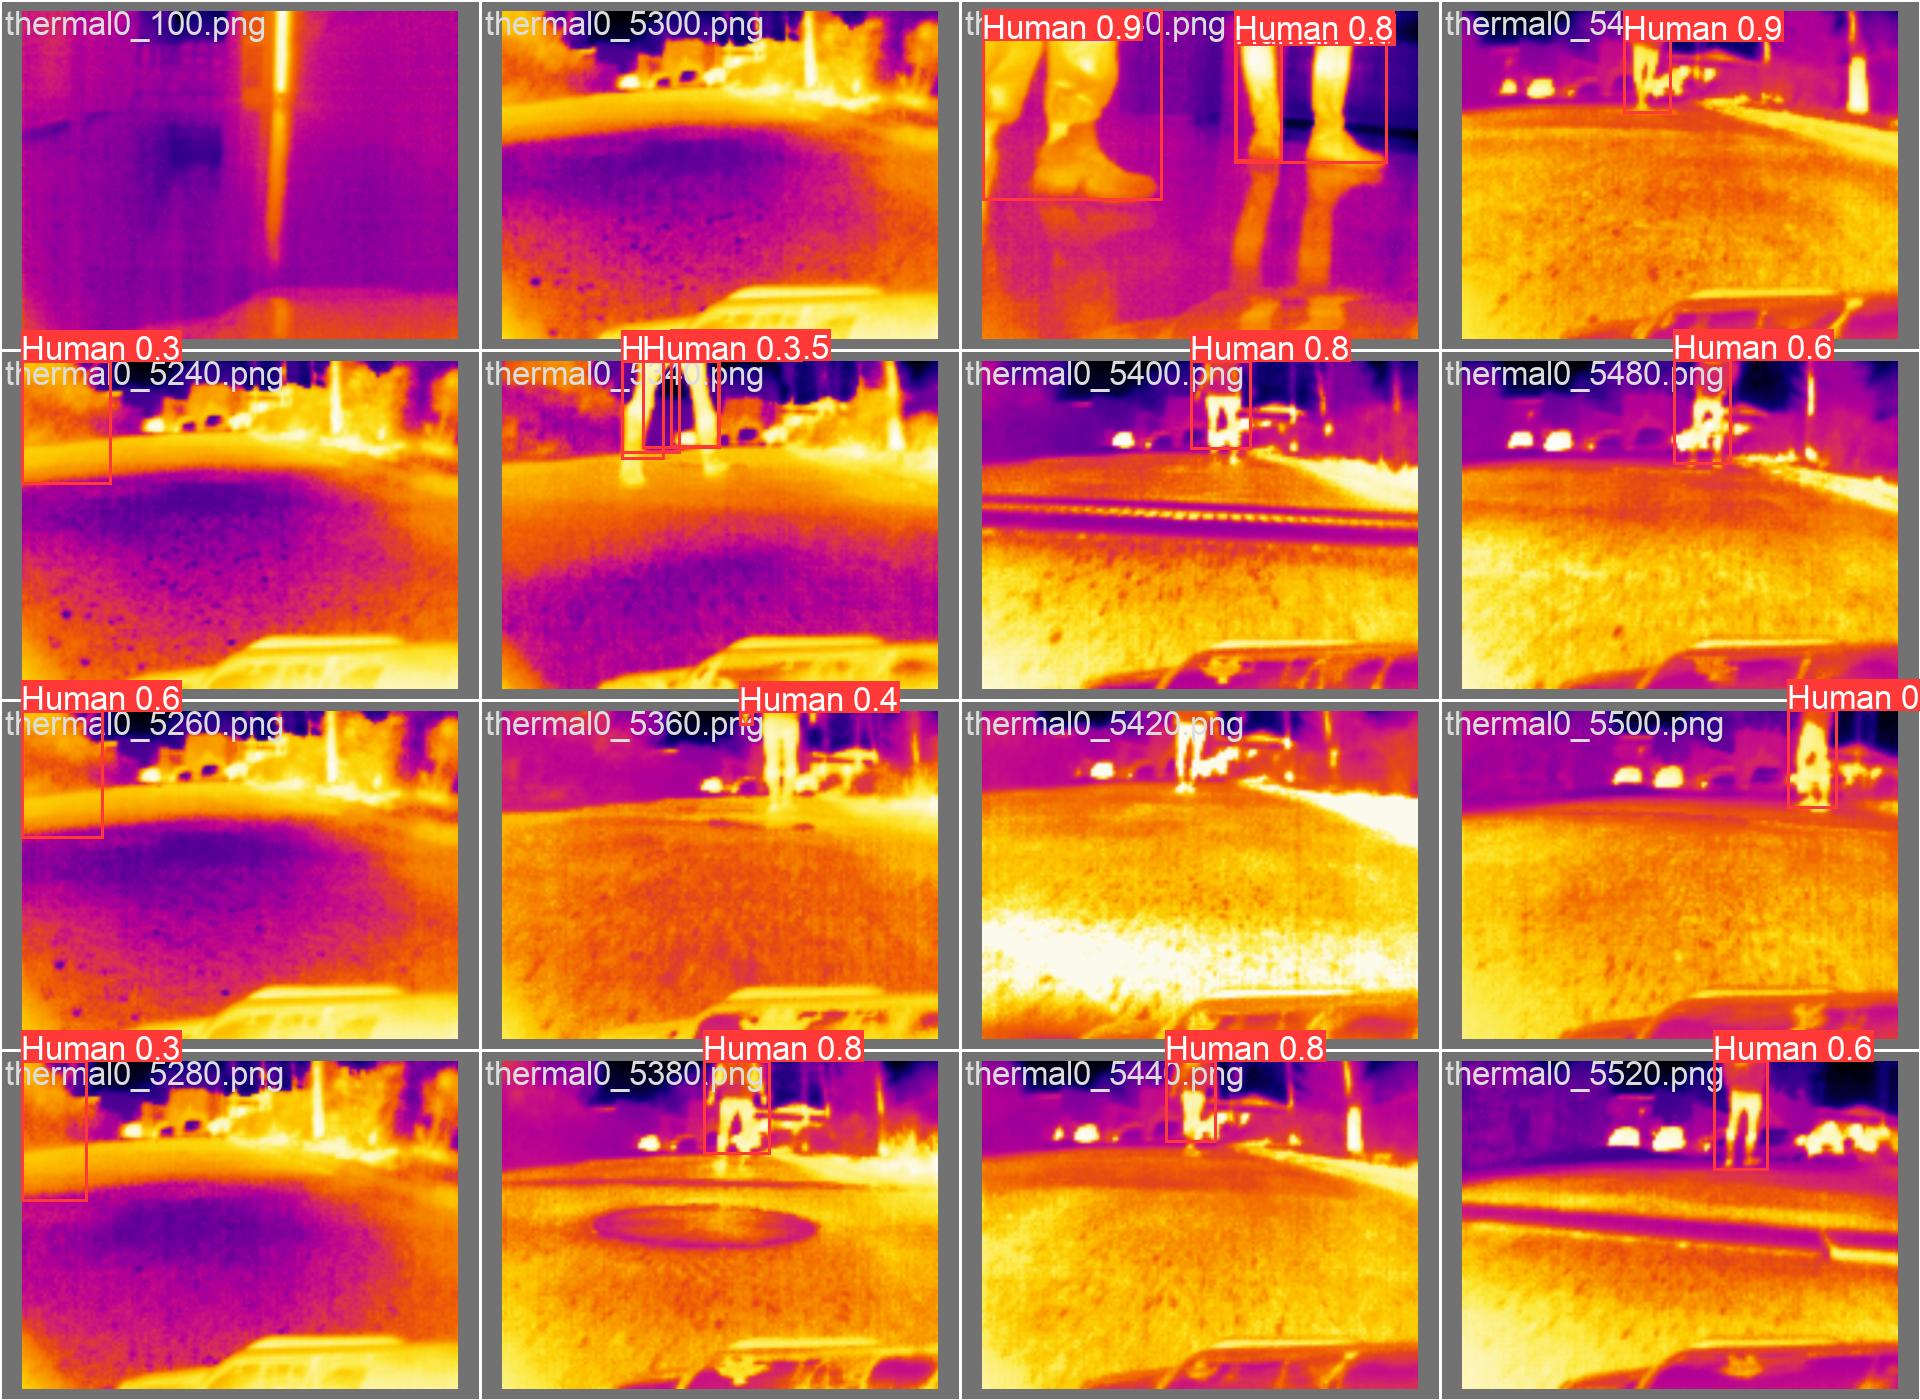 thermal0_100.png
thermal0_5300.png
Human 0.9
0.png
Human 0.8
thermal0_54
Human 0.9
Human 0.3
thermal0_5240.png
Human 0.3.5
thermal0_5340.png
Human 0.8
thermal0_5400.png
Human 0.6
thermal0_5480.png
Human 0.6
thermal0_5260.png
Human 0.4
thermal0_5360.png
thermal0_5420.png
Human 0
thermal0_5500.png
Human 0.3
thermal0_5280.png
Human 0.8
thermal0_5380.png
Human 0.8
thermal0_5440.png
Human 0.6
thermal0_5520.png